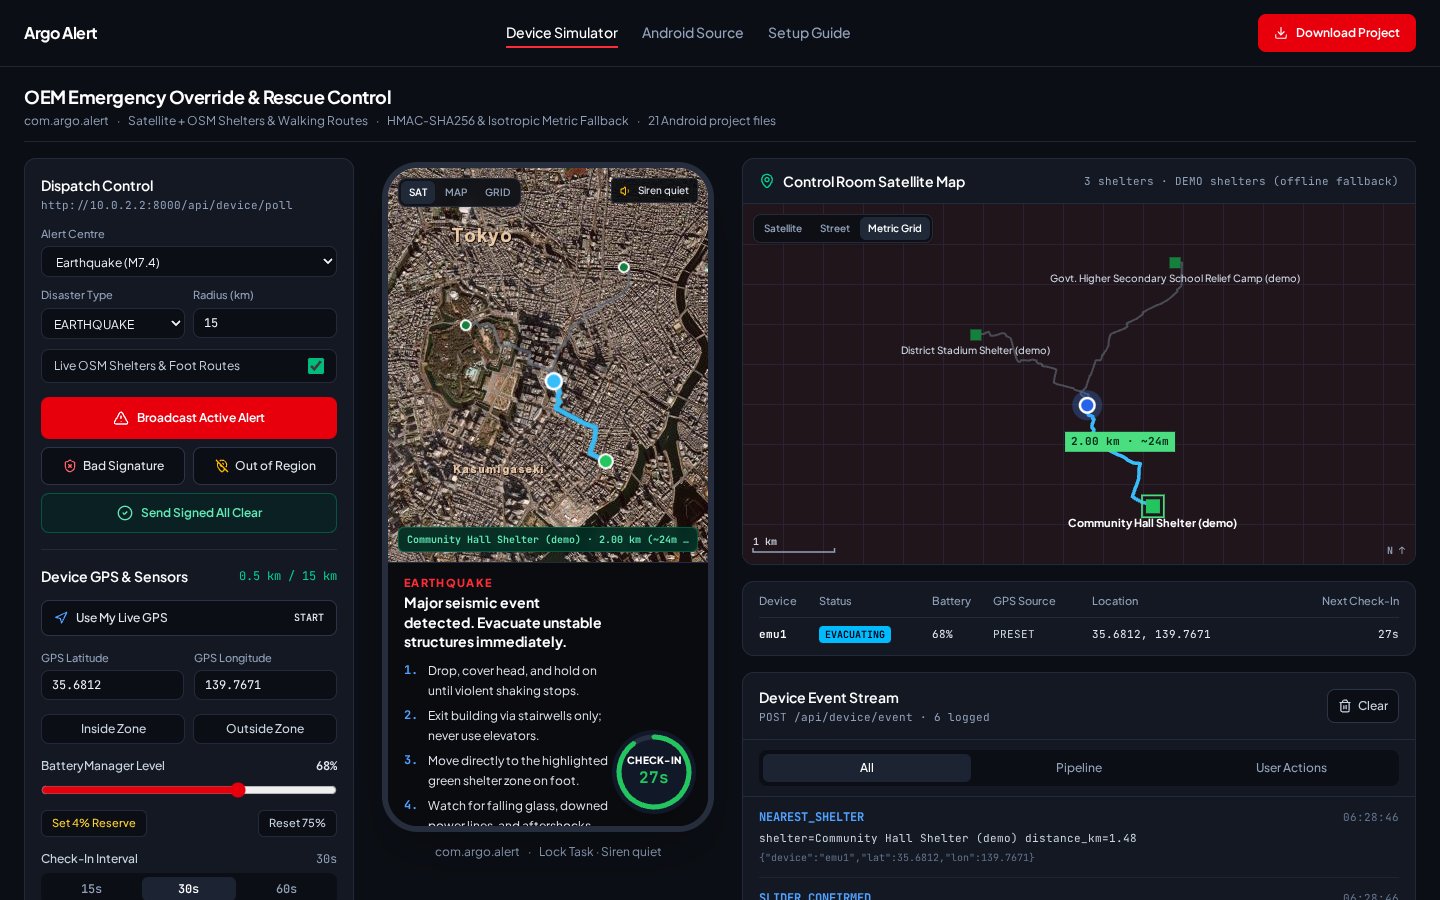 Argo Alert
Device Simulator
Android Source
Setup Guide
Download Project
OEM Emergency Override & Rescue Control
com.argo.alert · Satellite + OSM Shelters & Walking Routes · HMAC-SHA256 & Isotropic Metric Fallback · 21 Android project files
Dispatch Control
http://10.0.2.2:8000/api/device/poll
Alert Centre
Earthquake (M7.4)
Disaster Type
Radius (km)
EARTHQUAKE
15
Live OSM Shelters & Foot Routes
Broadcast Active Alert
Bad Signature
Out of Region
Send Signed All Clear
Device GPS & Sensors
0.5 km / 15 km
Use My Live GPS
START
GPS Latitude
GPS Longitude
35.6812
139.7671
Inside Zone
Outside Zone
BatteryManager Level
68%
Set 4% Reserve
Reset 75%
Check-In Interval
30s
15s
30s
60s
SAT
MAP
GRID
Siren quiet
Tokyo
Kasumigaseki
Community Hall Shelter (demo) · 2.00 km (~24m …
EARTHQUAKE
Major seismic event
detected. Evacuate unstable
structures immediately.
1. Drop, cover head, and hold on
until violent shaking stops.
2. Exit building via stairwells only;
never use elevators.
3. Move directly to the highlighted
green shelter zone on foot.
4. Watch for falling glass, downed
power lines, and aftershocks.
CHECK-IN
27s
com.argo.alert · Lock Task · Siren quiet
Control Room Satellite Map
3 shelters · DEMO shelters (offline fallback)
Satellite
Street
Metric Grid
Govt. Higher Secondary School Relief Camp (demo)
District Stadium Shelter (demo)
2.00 km · ~24m
Community Hall Shelter (demo)
1 km
N ↑
Device
Status
Battery
GPS Source
Location
Next Check-In
emu1
EVACUATING
68%
PRESET
35.6812, 139.7671
27s
Device Event Stream
POST /api/device/event · 6 logged
Clear
All
Pipeline
User Actions
NEAREST_SHELTER
06:28:46
shelter=Community Hall Shelter (demo) distance_km=1.48
{"device":"emu1","lat":35.6812,"lon":139.7671}
SLIDER_CONFIRMED
06:28:46